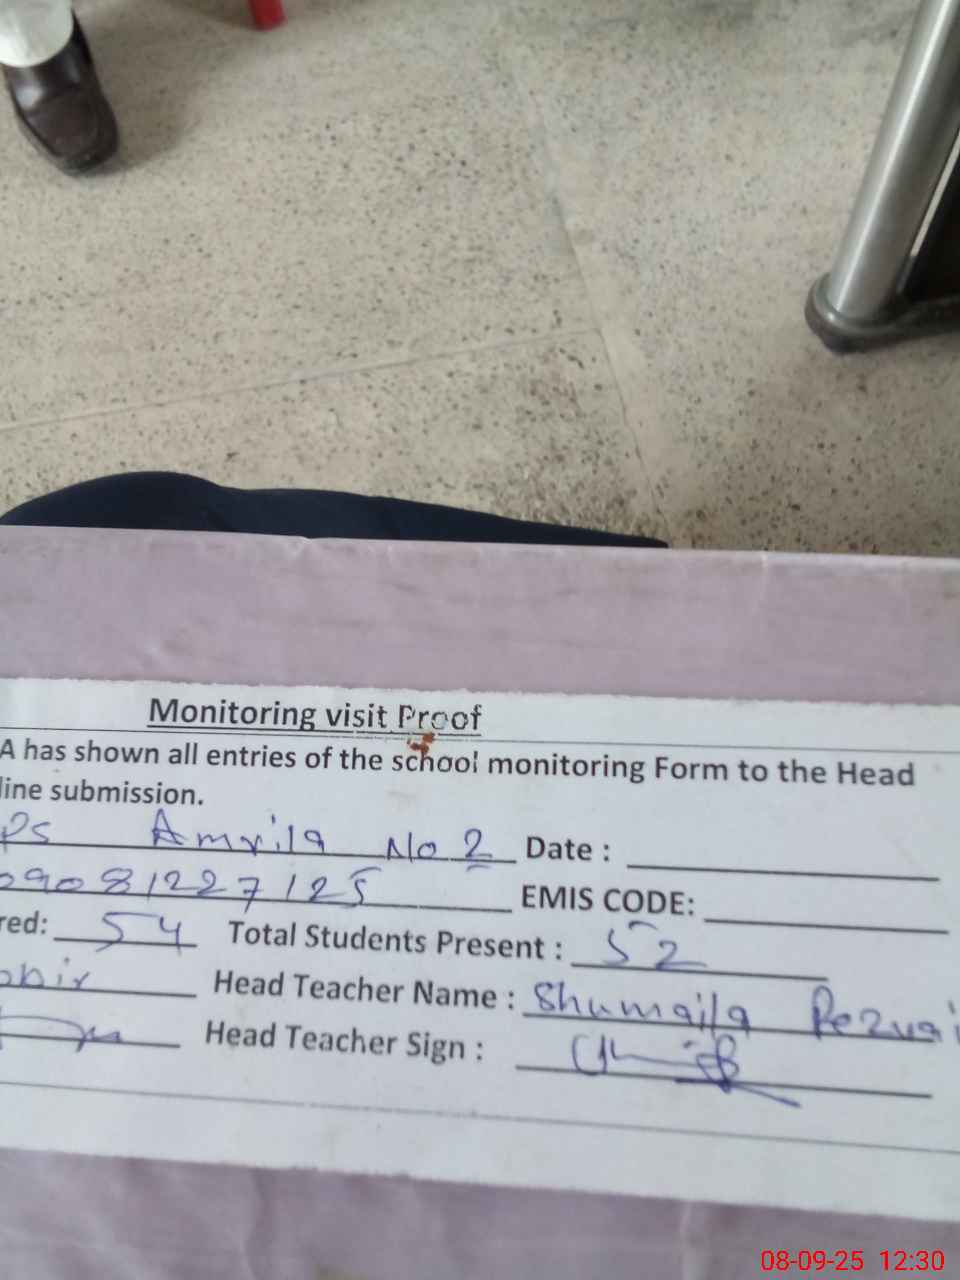 Monitoring visit Proof
A has shown all entries of the school monitoring Form to the Head
line submission.
PS Amrila No 2 Date :
09081227125 EMIS CODE:
red: 54 Total Students Present : 52
bbir Head Teacher Name : Shumaila
Head Teacher Sign :
08-09-25 12:30